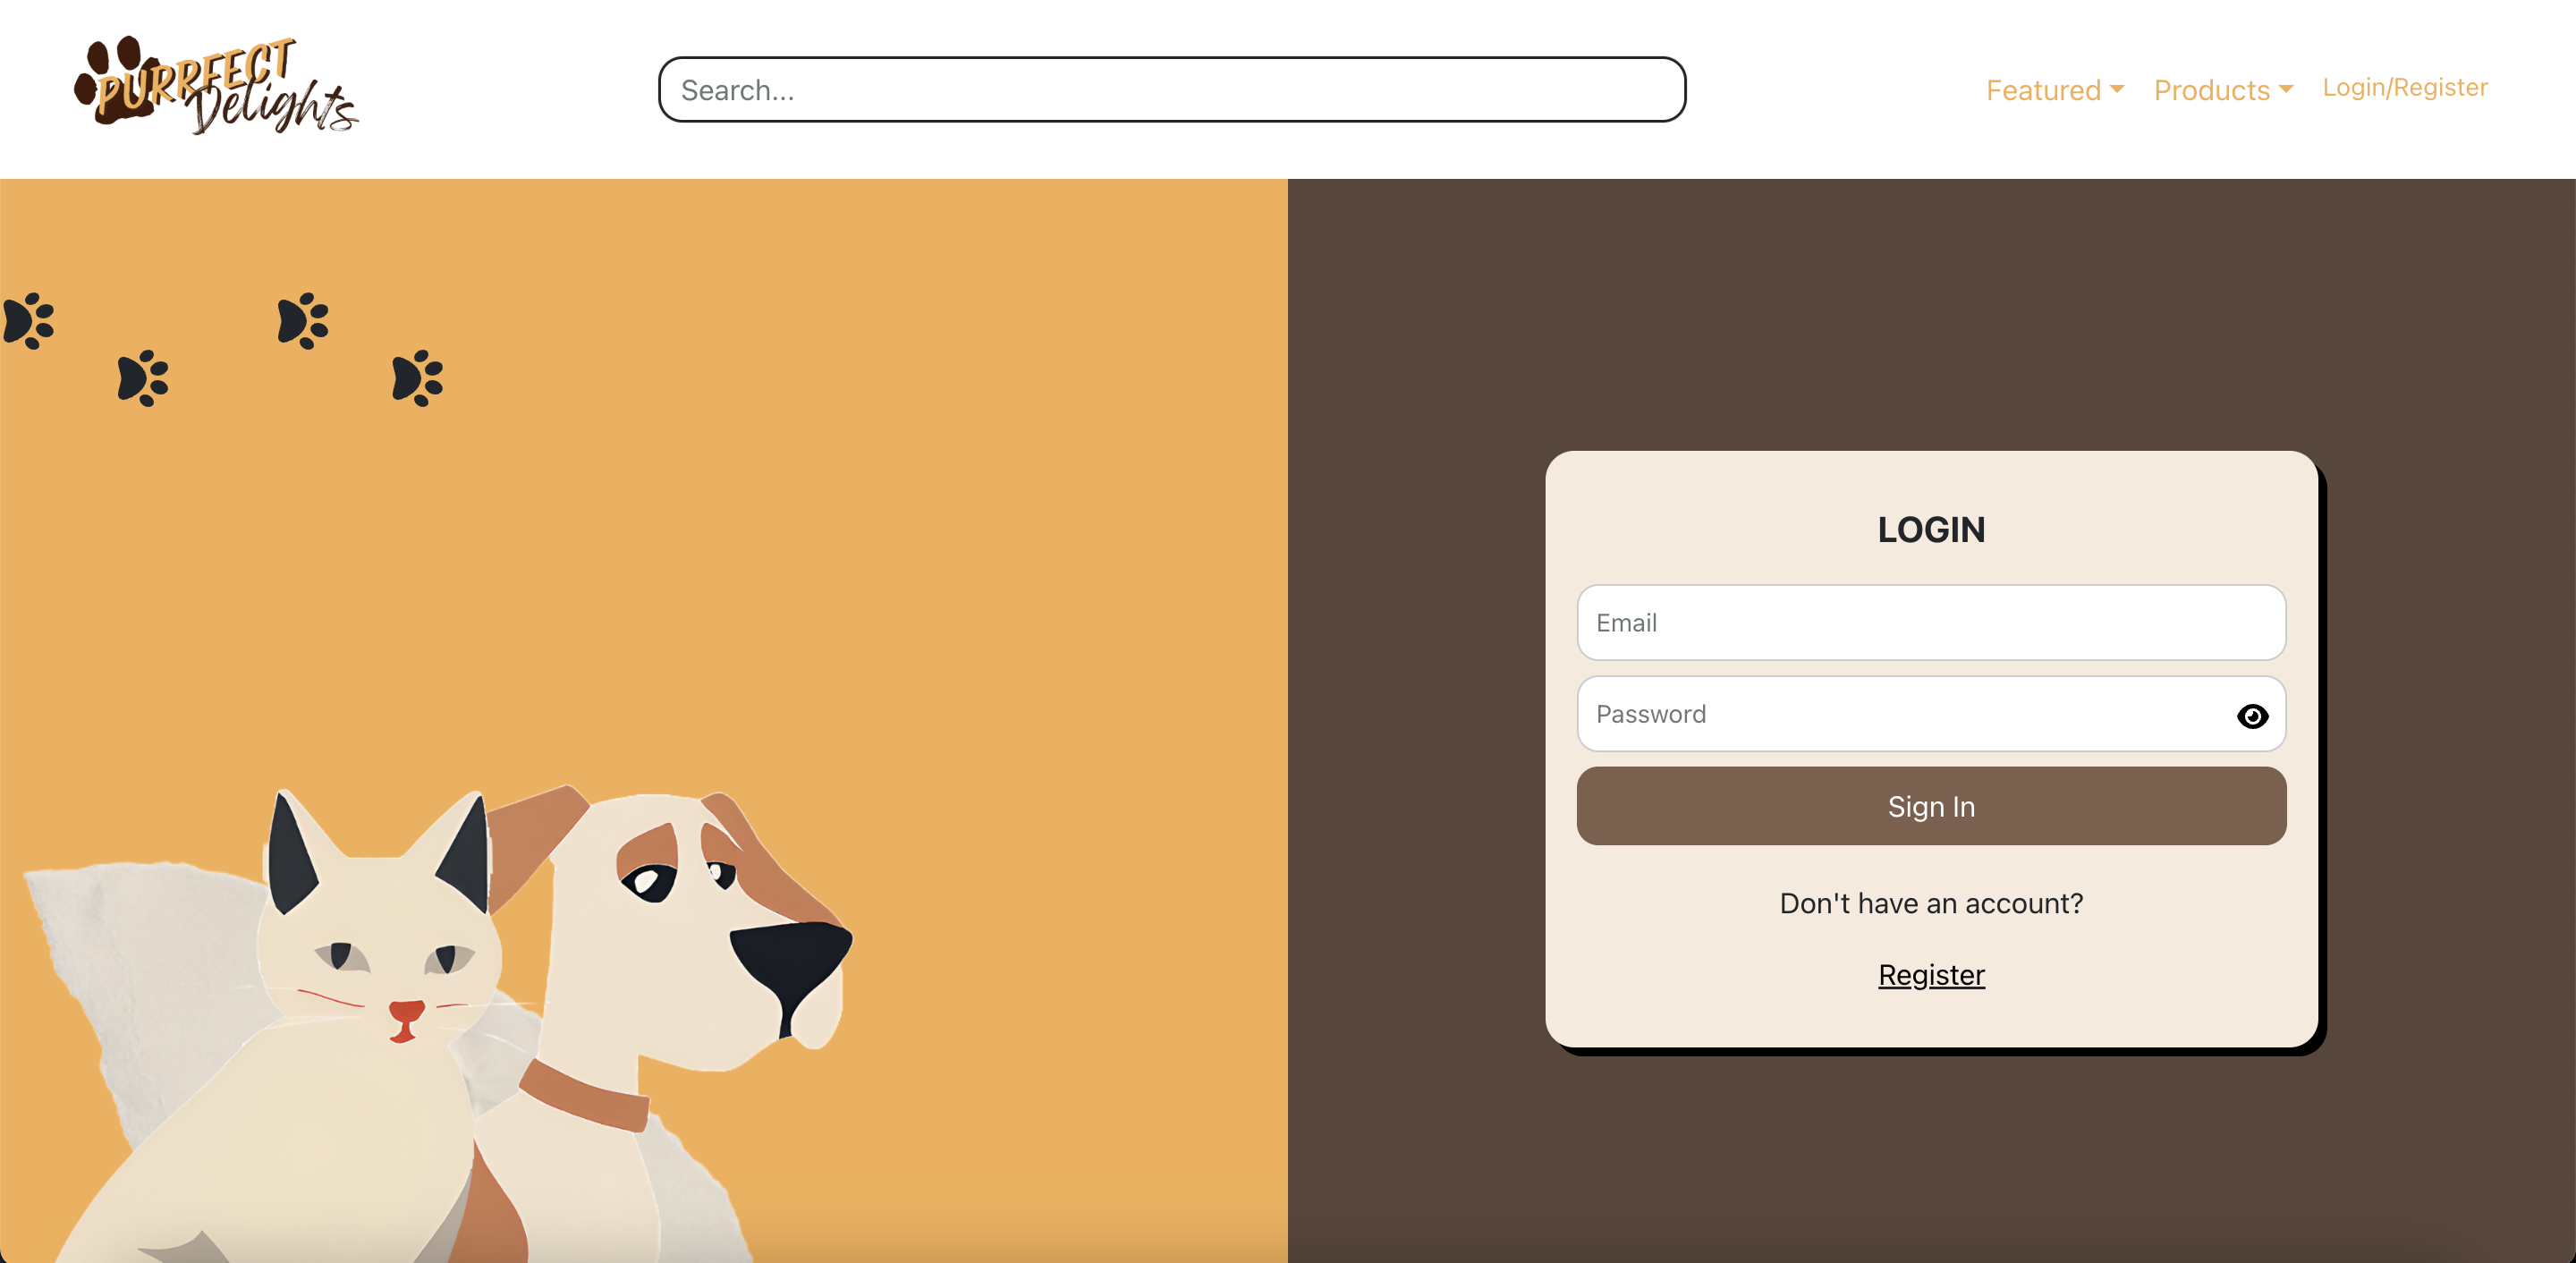 PURRFECT
Delights
Search...
Featured
Products
Login/Register
LOGIN
Email
Password
Sign In
Don't have an account?
Register